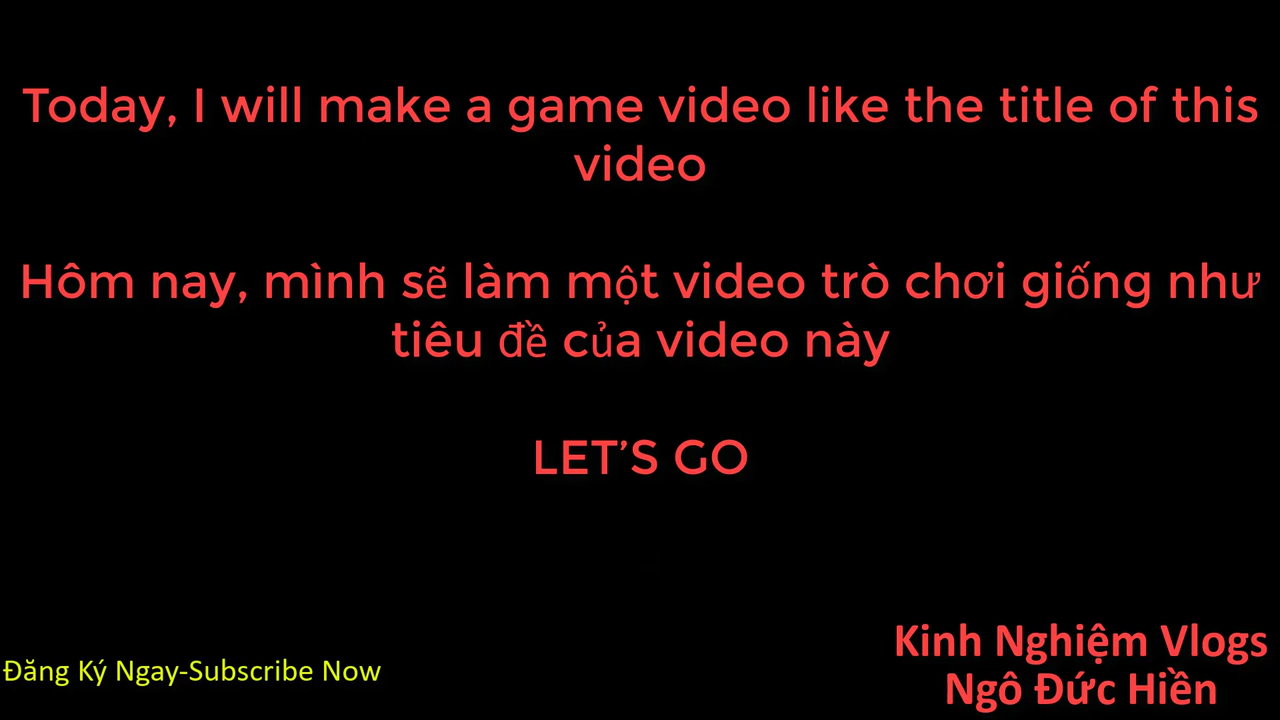 Today, I will make a game video like the title of this
video
Hôm nay, mình sẽ làm một video trò chơi giống như
tiêu đề của video này
LET’S GO
Kinh Nghiệm Vlogs
Đăng Ký Ngay-Subscribe Now
Ngô Đức Hiền